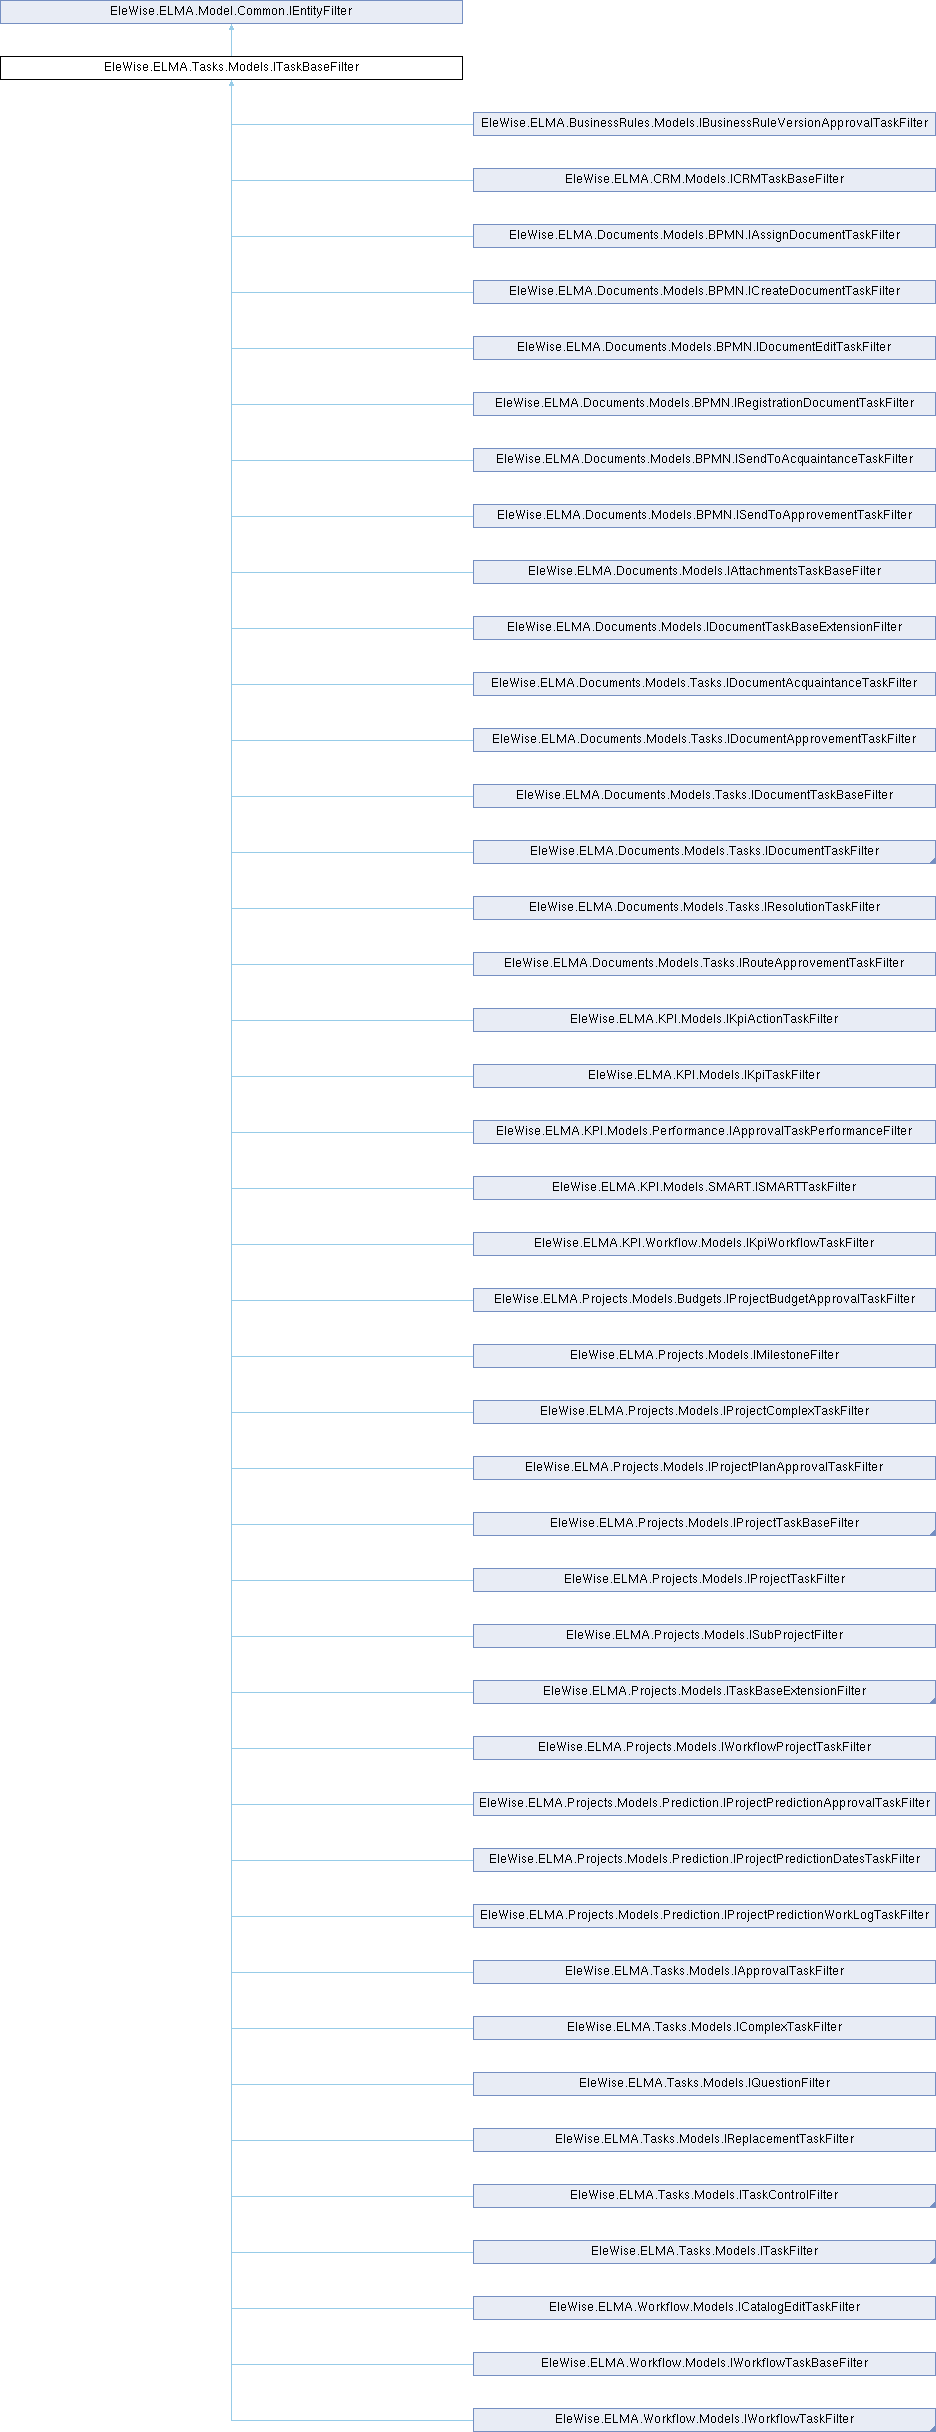 EleWise.ELMA.Model.Common.IEntityFilter
EleWise.ELMA.Tasks.Models.ITaskBaseFilter
EleWise.ELMA.BusinessRules.Models.IBusinessRuleVersionApprovalTaskFilter
EleWise.ELMA.CRM.Models.ICRMTaskBaseFilter
EleWise.ELMA.Documents.Models.BPMN.IAssignDocumentTaskFilter
EleWise.ELMA.Documents.Models.BPMN.ICreateDocumentTaskFilter
EleWise.ELMA.Documents.Models.BPMN.IDocumentEditTaskFilter
EleWise.ELMA.Documents.Models.BPMN.IRegistrationDocumentTaskFilter
EleWise.ELMA.Documents.Models.BPMN.ISendToAcquaintanceTaskFilter
EleWise.ELMA.Documents.Models.BPMN.ISendToApprovementTaskFilter
EleWise.ELMA.Documents.Models.IAttachmentsTaskBaseFilter
EleWise.ELMA.Documents.Models.IDocumentTaskBaseExtensionFilter
EleWise.ELMA.Documents.Models.Tasks.IDocumentAcquaintanceTaskFilter
EleWise.ELMA.Documents.Models.Tasks.IDocumentApprovementTaskFilter
EleWise.ELMA.Documents.Models.Tasks.IDocumentTaskBaseFilter
EleWise.ELMA.Documents.Models.Tasks.IDocumentTaskFilter
EleWise.ELMA.Documents.Models.Tasks.IResolutionTaskFilter
EleWise.ELMA.Documents.Models.Tasks.IRouteApprovementTaskFilter
EleWise.ELMA.KPI.Models.IKpiActionTaskFilter
EleWise.ELMA.KPI.Models.IKpiTaskFilter
EleWise.ELMA.KPI.Models.Performance.IApprovalTaskPerformanceFilter
EleWise.ELMA.KPI.Models.SMART.ISMARTTaskFilter
EleWise.ELMA.KPI.Workflow.Models.IKpiWorkflowTaskFilter
EleWise.ELMA.Projects.Models.Budgets.IProjectBudgetApprovalTaskFilter
EleWise.ELMA.Projects.Models.IMilestoneFilter
EleWise.ELMA.Projects.Models.IProjectComplexTaskFilter
EleWise.ELMA.Projects.Models.IProjectPlanApprovalTaskFilter
EleWise.ELMA.Projects.Models.IProjectTaskBaseFilter
EleWise.ELMA.Projects.Models.IProjectTaskFilter
EleWise.ELMA.Projects.Models.ISubProjectFilter
EleWise.ELMA.Projects.Models.ITaskBaseExtensionFilter
EleWise.ELMA.Projects.Models.IWorkflowProjectTaskFilter
EleWise.ELMA.Projects.Models.Prediction.IProjectPredictionApprovalTaskFilter
EleWise.ELMA.Projects.Models.Prediction.IProjectPredictionDatesTaskFilter
EleWise.ELMA.Projects.Models.Prediction.IProjectPredictionWorkLogTaskFilter
EleWise.ELMA.Tasks.Models.IApprovalTaskFilter
EleWise.ELMA.Tasks.Models.IComplexTaskFilter
EleWise.ELMA.Tasks.Models.IQuestionFilter
EleWise.ELMA.Tasks.Models.IReplacementTaskFilter
EleWise.ELMA.Tasks.Models.ITaskControlFilter
EleWise.ELMA.Tasks.Models.ITaskFilter
EleWise.ELMA.Workflow.Models.ICatalogEditTaskFilter
EleWise.ELMA.Workflow.Models.IWorkflowTaskBaseFilter
EleWise.ELMA.Workflow.Models.IWorkflowTaskFilter